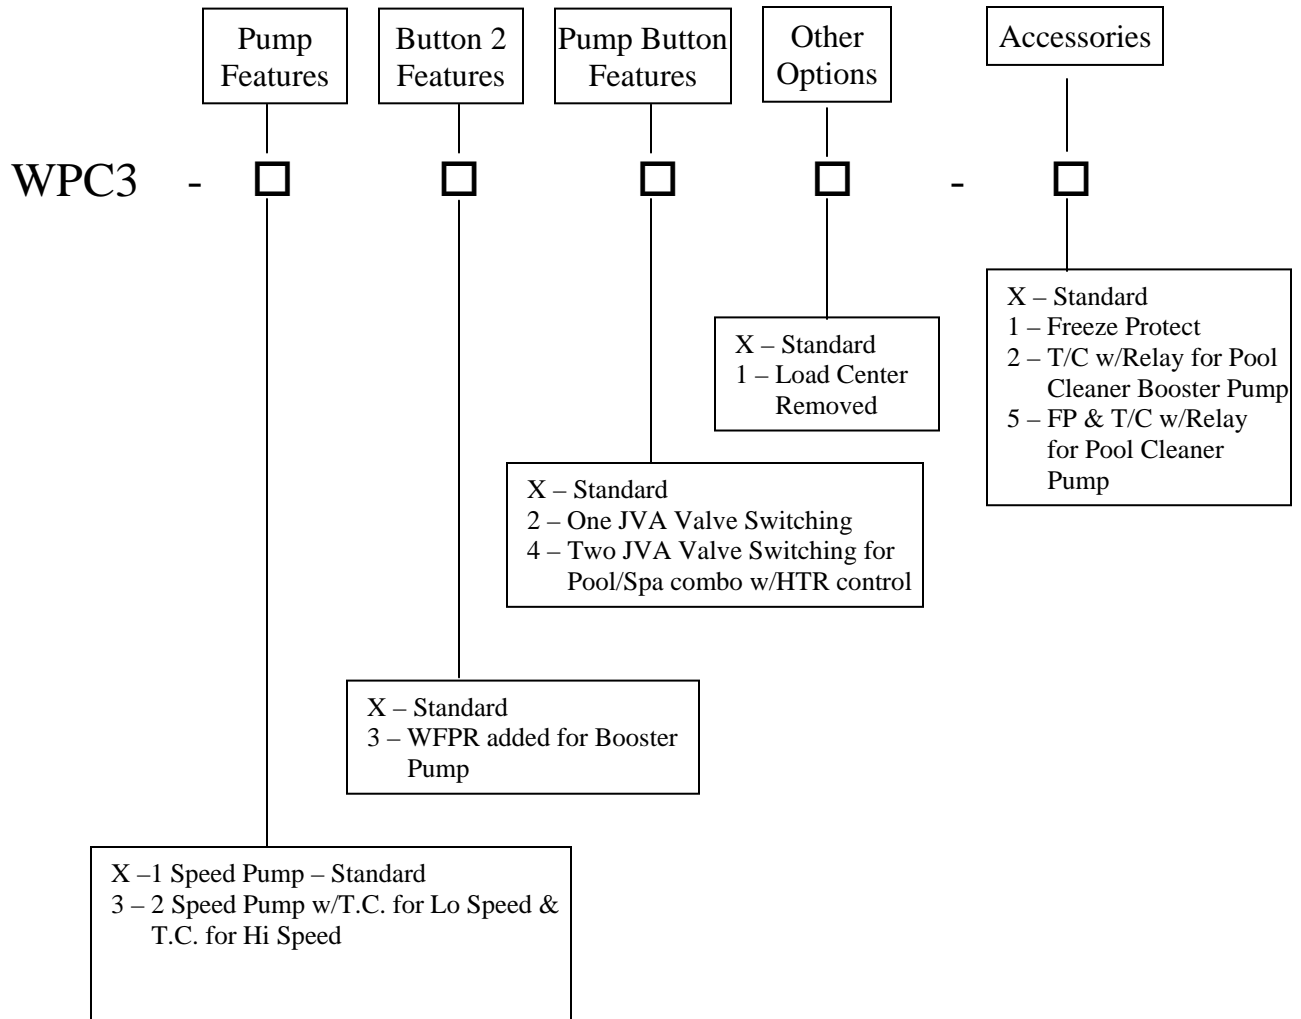 Pump
Features
Button 2
Features
Pump Button
Features
Other
Options
Accessories
WPC3 - □ □ □ □ - □
X – Standard
1 – Freeze Protect
2 – T/C w/Relay for Pool
Cleaner Booster Pump
5 – FP & T/C w/Relay
for Pool Cleaner
Pump
X – Standard
1 – Load Center
Removed
X – Standard
2 – One JVA Valve Switching
4 – Two JVA Valve Switching for
Pool/Spa combo w/HTR control
X – Standard
3 – WFPR added for Booster
Pump
X –1 Speed Pump – Standard
3 – 2 Speed Pump w/T.C. for Lo Speed &
T.C. for Hi Speed